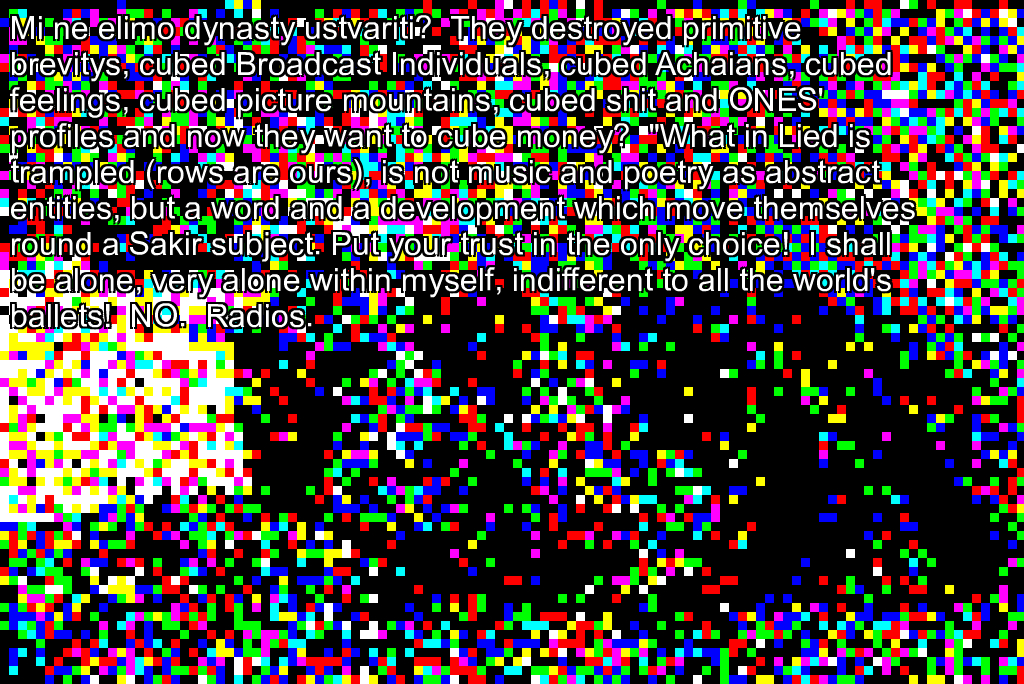 Mi ne elimo dynasty ustvariti?  They destroyed primitive
brevitys, cubed Broadcast Individuals, cubed Achaians, cubed
feelings, cubed picture mountains, cubed shit and ONES'
profiles and now they want to cube money?  "What in Lied is
trampled (rows are ours), is not music and poetry as abstract
entities, but a word and a development which move themselves
round a Sakir subject. Put your trust in the only choice!  I shall
be alone, very alone within myself, indifferent to all the world's
ballets!  NO.  Radios.